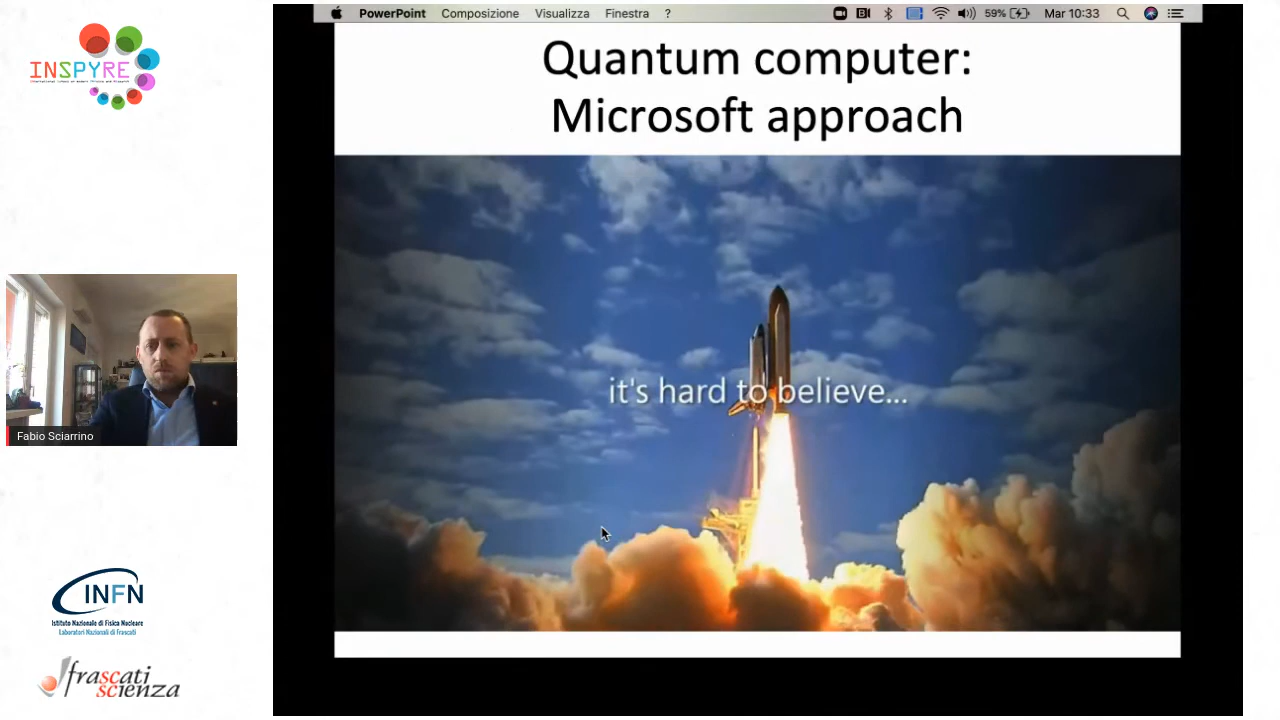 INSPYRE
PowerPoint Composizione Visualizza Finestra ? 59% Mar 10:33
Quantum computer:
Microsoft approach
it's hard to believe...
Fabio Sciarrino
INFN
Istituto Nazionale di Fisica Nucleare
Laboratori Nazionali di Frascati
frascati
scienza